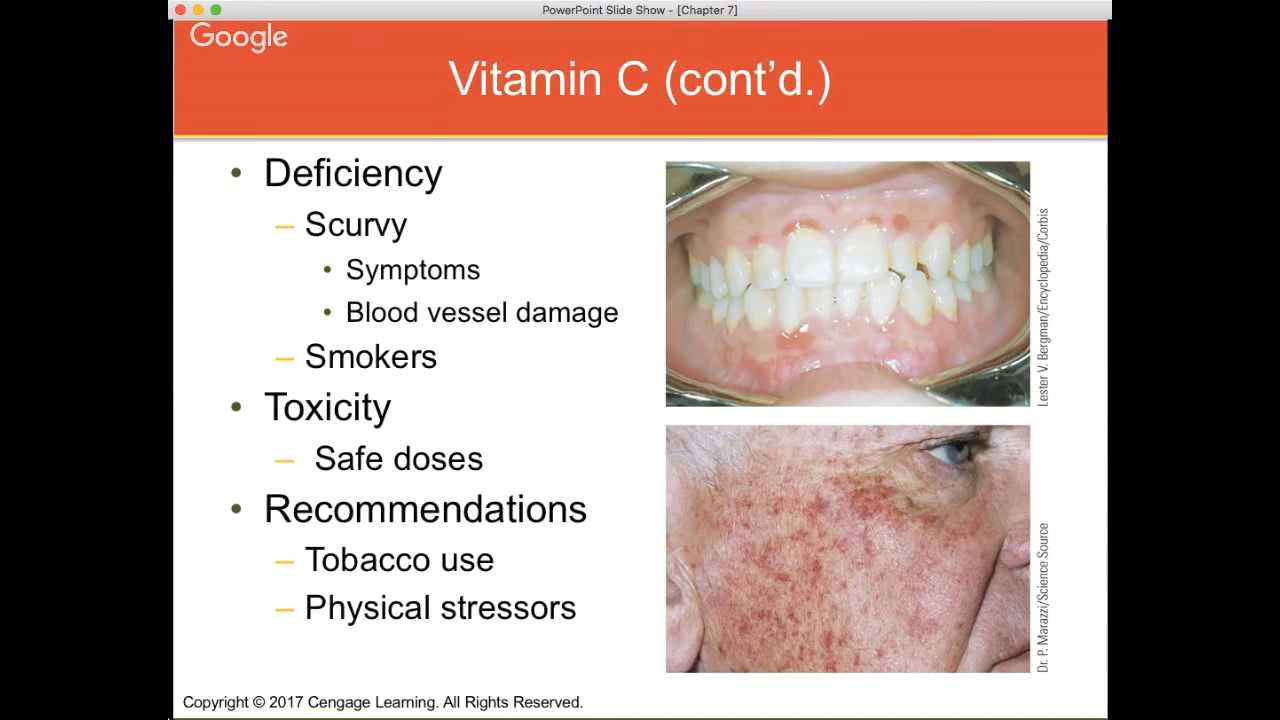 PowerPoint Slide Show - [Chapter 7]
Google
Vitamin C (cont’d.)
• Deficiency
– Scurvy
• Symptoms
• Blood vessel damage
– Smokers
• Toxicity
– Safe doses
• Recommendations
– Tobacco use
– Physical stressors
Lester V. Bergman/Encyclopedia/Corbis
Dr. P. Marazzi/Science Source
Copyright © 2017 Cengage Learning. All Rights Reserved.